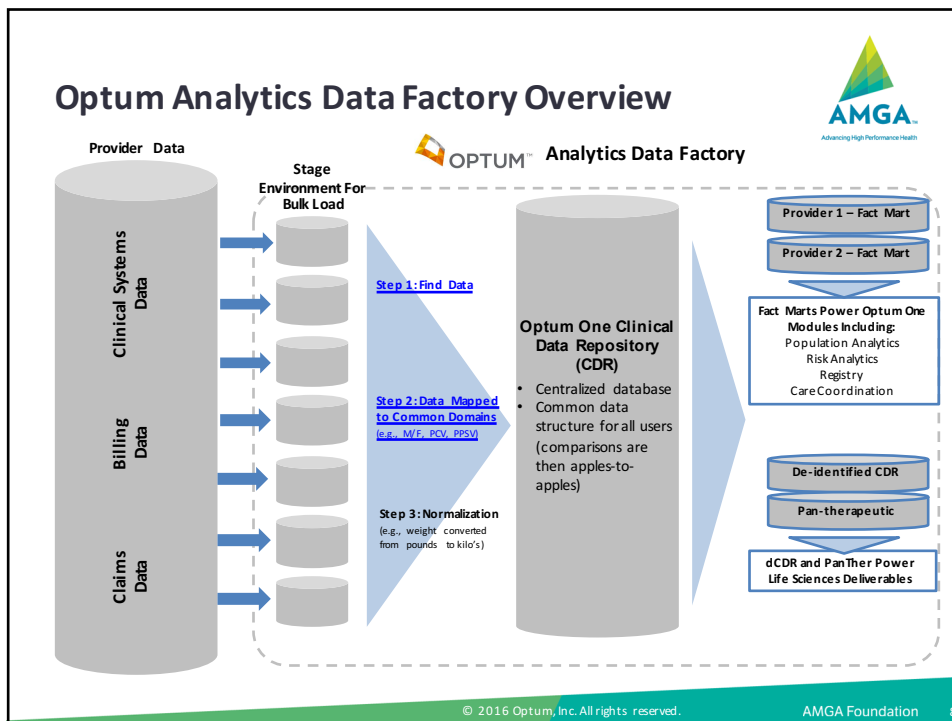 Optum Analytics Data Factory Overview
AMGA™
Advancing High Performance Health
Provider Data
OPTUM™ Analytics Data Factory
Stage
Environment For
Bulk Load
Clinical Systems
Data
Billing
Data
Claims
Data
Step 1: Find Data
Step 2: Data Mapped
to Common Domains
(e.g., M/F, PCV, PPSV)
Step 3: Normalization
(e.g., weight converted
from pounds to kilo's)
Optum One Clinical
Data Repository
(CDR)
• Centralized database
• Common data
structure for all users
(comparisons are
then apples-to-
apples)
Provider 1 – Fact Mart
Provider 2 – Fact Mart
Fact Marts Power Optum One
Modules Including:
Population Analytics
Risk Analytics
Registry
Care Coordination
De-identified CDR
Pan-therapeutic
dCDR and PanTher Power
Life Sciences Deliverables
© 2016 Optum, Inc. All rights reserved.
AMGA Foundation